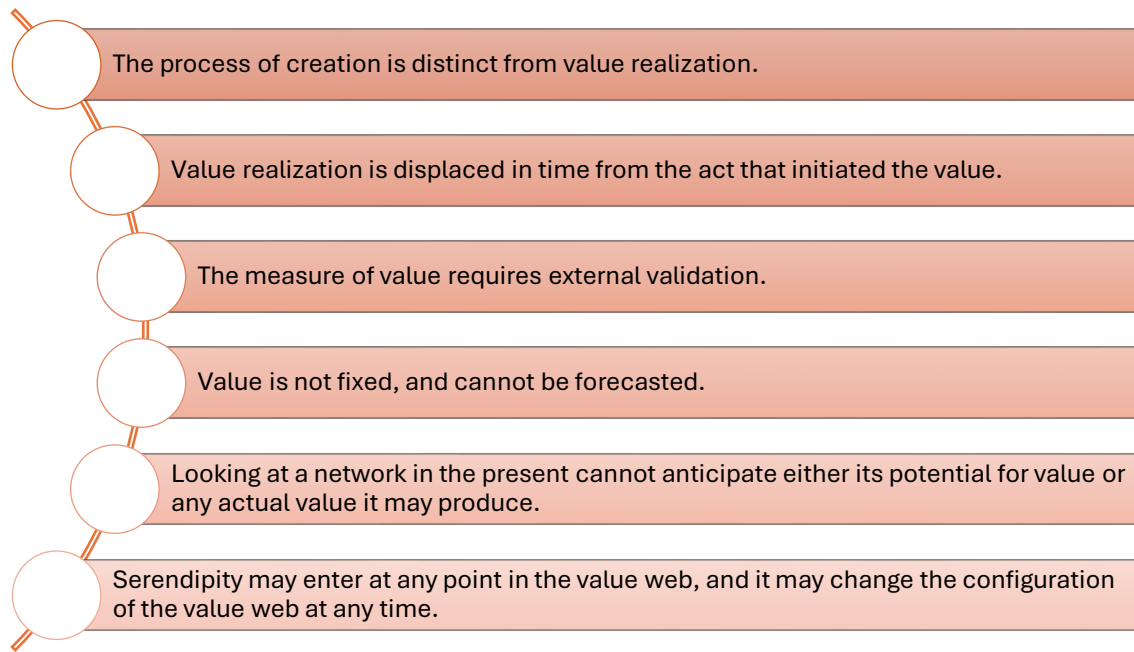 The process of creation is distinct from value realization.
Value realization is displaced in time from the act that initiated the value.
The measure of value requires external validation.
Value is not fixed, and cannot be forecasted.
Looking at a network in the present cannot anticipate either its potential for value or
any actual value it may produce.
Serendipity may enter at any point in the value web, and it may change the configuration
of the value web at any time.